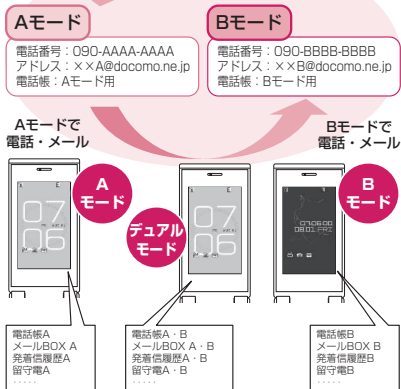 Aモード
電話番号：090-AAAA-AAAA
アドレス：××A@docomo.ne.jp
電話帳：Aモード用
Bモード
電話番号：090-BBBB-BBBB
アドレス：××B@docomo.ne.jp
電話帳：Bモード用
Aモードで
電話・メール
Bモードで
電話・メール
A
モード
デュアル
モード
B
モード
07
06
07
06
07:06:00
08.01.FRI
電話帳A
メールBOX A
発着信履歴A
留守電A
・・・・・
電話帳A・B
メールBOX A・B
発着信履歴A・B
留守電A・B
・・・・・
電話帳B
メールBOX B
発着信履歴B
留守電B
・・・・・